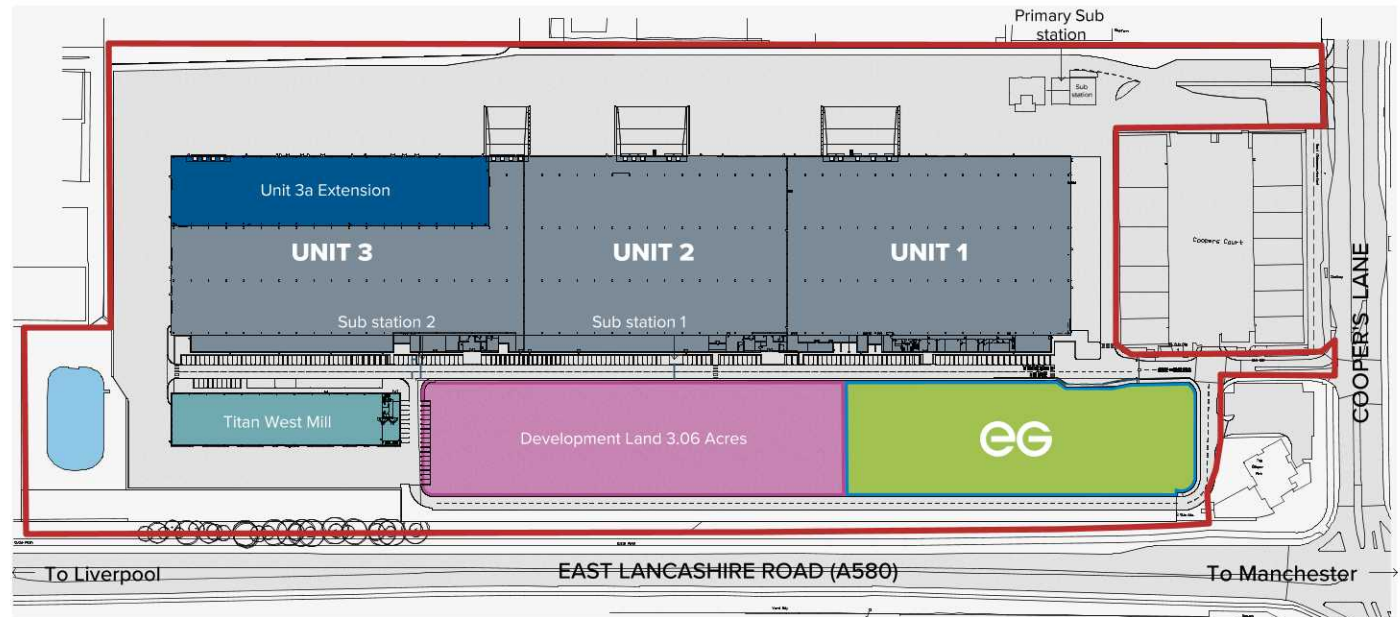 Primary Sub
station
Sub
station
Unit 3a Extension
UNIT 3
UNIT 2
UNIT 1
Coopers Court
Sub station 2
Sub station 1
COOPER'S LANE
Titan West Mill
Development Land 3.06 Acres
eG
To Liverpool
EAST LANCASHIRE ROAD (A580)
To Manchester